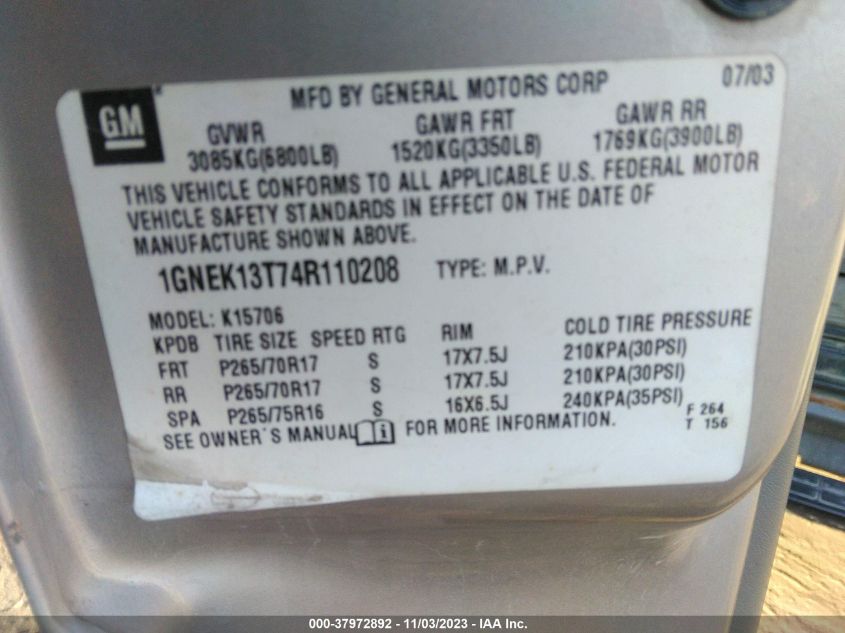 GM
MFD BY GENERAL MOTORS CORP 07/03
GVWR GAWR FRT GAWR RR
3085KG(6800LB) 1520KG(3350LB) 1769KG(3900LB)
THIS VEHICLE CONFORMS TO ALL APPLICABLE U.S. FEDERAL MOTOR
VEHICLE SAFETY STANDARDS IN EFFECT ON THE DATE OF
MANUFACTURE SHOWN ABOVE.
1GNEK13T74R110208 TYPE: M.P.V.
MODEL: K15706
KPDB TIRE SIZE SPEED RTG RIM COLD TIRE PRESSURE
FRT P265/70R17 S 17X7.5J 210KPA(30PSI)
RR P265/70R17 S 17X7.5J 210KPA(30PSI)
SPA P265/75R16 S 16X6.5J 240KPA(35PSI)
SEE OWNER'S MANUAL i FOR MORE INFORMATION.
F 264
T 156
000-37972892 - 11/03/2023 - IAA Inc.